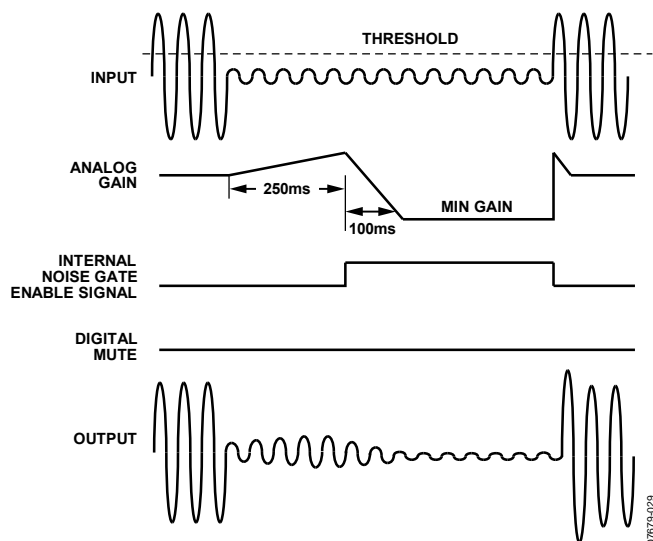 THRESHOLD
INPUT
ANALOG
GAIN
250ms
MIN GAIN
100ms
INTERNAL
NOISE GATE
ENABLE SIGNAL
DIGITAL
MUTE
OUTPUT
07679-029